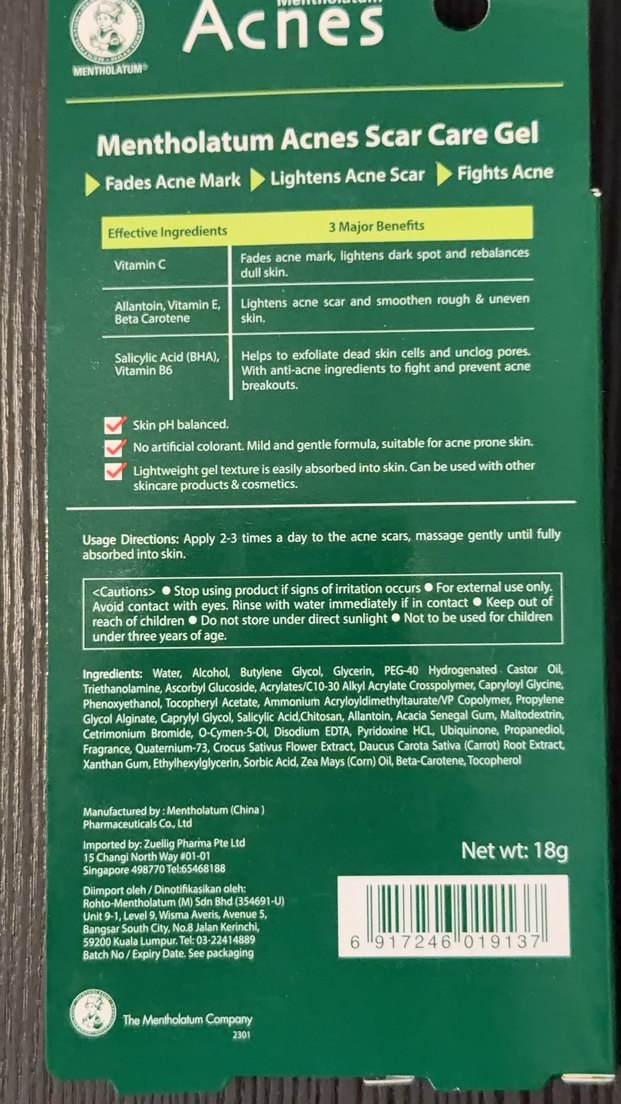 Mentholatum
Acnes
MENTHOLATUM®
Mentholatum Acnes Scar Care Gel
Fades Acne Mark Lightens Acne Scar Fights Acne
Effective Ingredients 3 Major Benefits
Vitamin C
Fades acne mark, lightens dark spot and rebalances
dull skin.
Allantoin, Vitamin E,
Beta Carotene
Lightens acne scar and smoothen rough & uneven
skin.
Salicylic Acid (BHA),
Vitamin B6
Helps to exfoliate dead skin cells and unclog pores.
With anti-acne ingredients to fight and prevent acne
breakouts.
Skin pH balanced.
No artificial colorant. Mild and gentle formula, suitable for acne prone skin.
Lightweight gel texture is easily absorbed into skin. Can be used with other
skincare products & cosmetics.
Usage Directions: Apply 2-3 times a day to the acne scars, massage gently until fully
absorbed into skin.
<Cautions> ● Stop using product if signs of irritation occurs ● For external use only.
Avoid contact with eyes. Rinse with water immediately if in contact ● Keep out of
reach of children ● Do not store under direct sunlight ● Not to be used for children
under three years of age.
Ingredients: Water, Alcohol, Butylene Glycol, Glycerin, PEG-40 Hydrogenated Castor Oil,
Triethanolamine, Ascorbyl Glucoside, Acrylates/C10-30 Alkyl Acrylate Crosspolymer, Capryloyl Glycine,
Phenoxyethanol, Tocopheryl Acetate, Ammonium Acryloyldimethyltaurate/VP Copolymer, Propylene
Glycol Alginate, Caprylyl Glycol, Salicylic Acid,Chitosan, Allantoin, Acacia Senegal Gum, Maltodextrin,
Cetrimonium Bromide, O-Cymen-5-Ol, Disodium EDTA, Pyridoxine HCL, Ubiquinone, Propanediol,
Fragrance, Quaternium-73, Crocus Sativus Flower Extract, Daucus Carota Sativa (Carrot) Root Extract,
Xanthan Gum, Ethylhexylglycerin, Sorbic Acid, Zea Mays (Corn) Oil, Beta-Carotene, Tocopherol
Manufactured by : Mentholatum (China )
Pharmaceuticals Co., Ltd
Imported by: Zuellig Pharma Pte Ltd
15 Changi North Way #01-01
Singapore 498770 Tel:65468188
Diimport oleh / Dinotifikasikan oleh:
Rohto-Mentholatum (M) Sdn Bhd (354691-U)
Unit 9-1, Level 9, Wisma Averis, Avenue 5,
Bangsar South City, No.8 Jalan Kerinchi,
59200 Kuala Lumpur. Tel: 03-22414889
Batch No / Expiry Date. See packaging
Net wt: 18g
6 917246 019137
The Mentholatum Company
2301